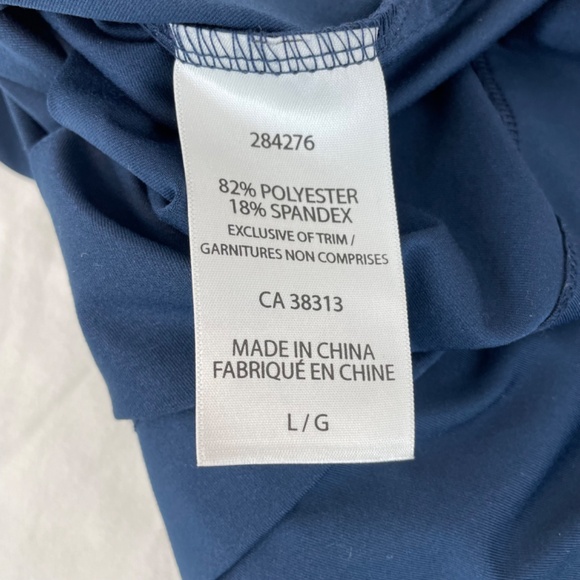 284276
82% POLYESTER
18% SPANDEX
EXCLUSIVE OF TRIM /
GARNITURES NON COMPRISES
CA 38313
MADE IN CHINA
FABRIQUÉ EN CHINE
L / G